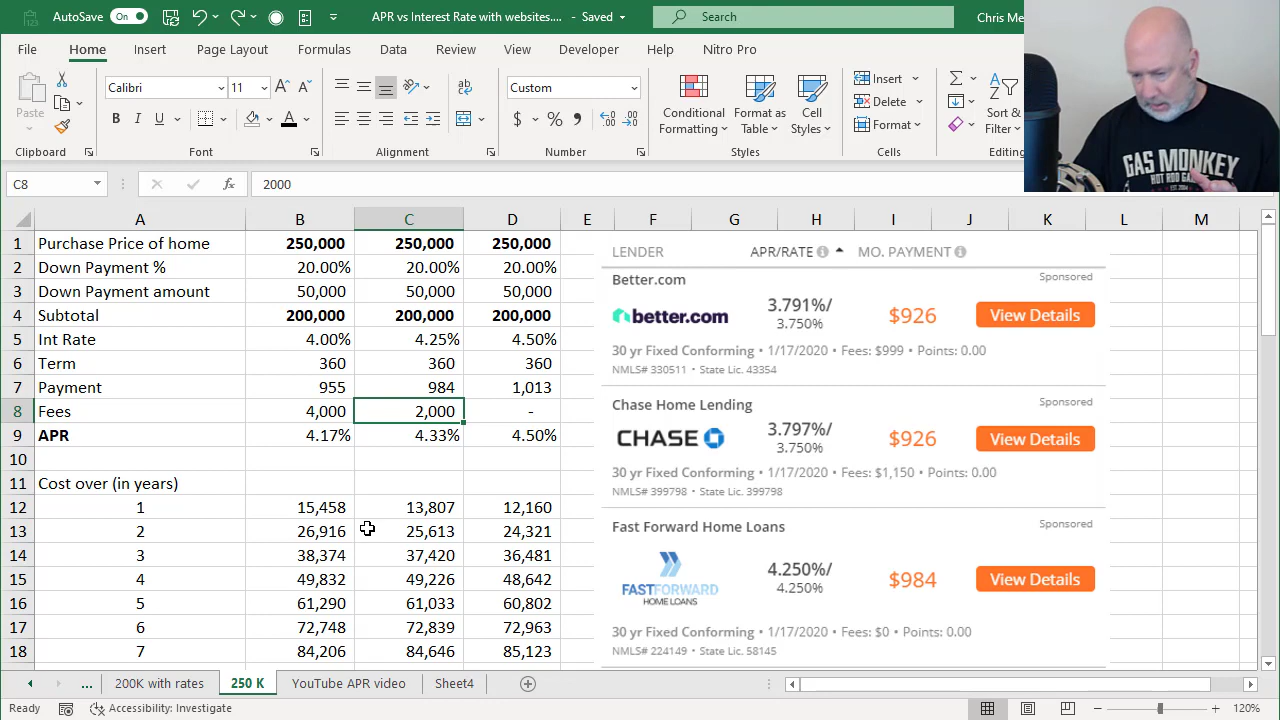 AutoSave On APR vs Interest Rate with websites.... - Saved Search Chris Me
File Home Insert Page Layout Formulas Data Review View Developer Help Nitro Pro
Paste Calibri 11 Custom Conditional Formatting Format as Table Cell Styles Insert Delete Format Sort & Filter
Clipboard Font Alignment Number Styles Cells Editing
C8 fx 2000
A B C D E F G H I J K L M
1 Purchase Price of home 250,000 250,000 250,000
2 Down Payment % 20.00% 20.00% 20.00%
3 Down Payment amount 50,000 50,000 50,000
4 Subtotal 200,000 200,000 200,000
5 Int Rate 4.00% 4.25% 4.50%
6 Term 360 360 360
7 Payment 955 984 1,013
8 Fees 4,000 2,000 -
9 APR 4.17% 4.33% 4.50%
10
11 Cost over (in years)
12 1 15,458 13,807 12,160
13 2 26,916 25,613 24,321
14 3 38,374 37,420 36,481
15 4 49,832 49,226 48,642
16 5 61,290 61,033 60,802
17 6 72,748 72,839 72,963
18 7 84,206 84,646 85,123
LENDER APR/RATE MO. PAYMENT
Better.com Sponsored
better.com 3.791%/ 3.750% $926 View Details
30 yr Fixed Conforming • 1/17/2020 • Fees: $999 • Points: 0.00
NMLS# 330511 • State Lic. 43354
Chase Home Lending Sponsored
CHASE 3.797%/ 3.750% $926 View Details
30 yr Fixed Conforming • 1/17/2020 • Fees: $1,150 • Points: 0.00
NMLS# 399798 • State Lic. 399798
Fast Forward Home Loans Sponsored
FASTFORWARD HOME LOANS 4.250%/ 4.250% $984 View Details
30 yr Fixed Conforming • 1/17/2020 • Fees: $0 • Points: 0.00
NMLS# 224149 • State Lic. 58145
... 200K with rates 250 K YouTube APR video Sheet4
Ready Accessibility: Investigate 120%
GAS MONKEY